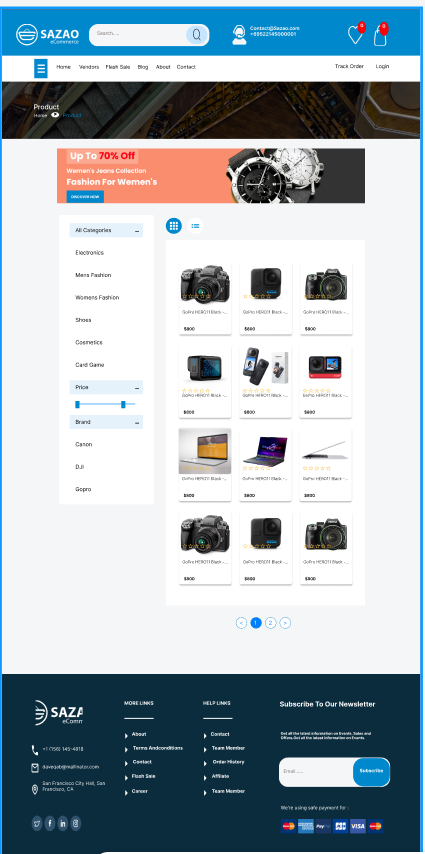 SAZAO
eCommerce
Search....
Contact@Sazao.com
+69522145000001
0
0
Home Vendors Flash Sale Blog About Contact
Track Order Login
Product
Home Product
Up To 70% Off
Women's Jeans Collection
Fashion For Wemen's
DISCOVER NOW
All Categories
Electronics
Mens Fashion
Womens Fashion
Shoes
Cosmetics
Card Game
Price
Brand
Canon
DJI
Gopro
GoPro HERO11 Black -...
$800
GoPro HERO11 Black -...
$800
GoPro HERO11 Black -...
$800
GoPro HERO11 Black -...
$800
GoPro HERO11 Black -...
$800
GoPro HERO11 Black -...
$800
GoPro HERO11 Black -...
$800
GoPro HERO11 Black -...
$800
GoPro HERO11 Black -...
$800
GoPro HERO11 Black -...
$800
GoPro HERO11 Black -...
$800
GoPro HERO11 Black -...
$800
< 1 2 >
SAZA
eComm
+1 (156) 145-4818
San Francisco City Hall, San
Francisco, CA
MORE LINKS
About
Terms Andconditions
Contact
Flash Sale
Career
HELP LINKS
Contact
Team Member
Order History
Affiliate
Team Member
Subscribe To Our Newsletter
Get all the latest information on Events, Sales and
Offers.Get all the latest information on Events.
Email .....
Subscribe
We're using safe payment for :
PayPal
JCB
VISA